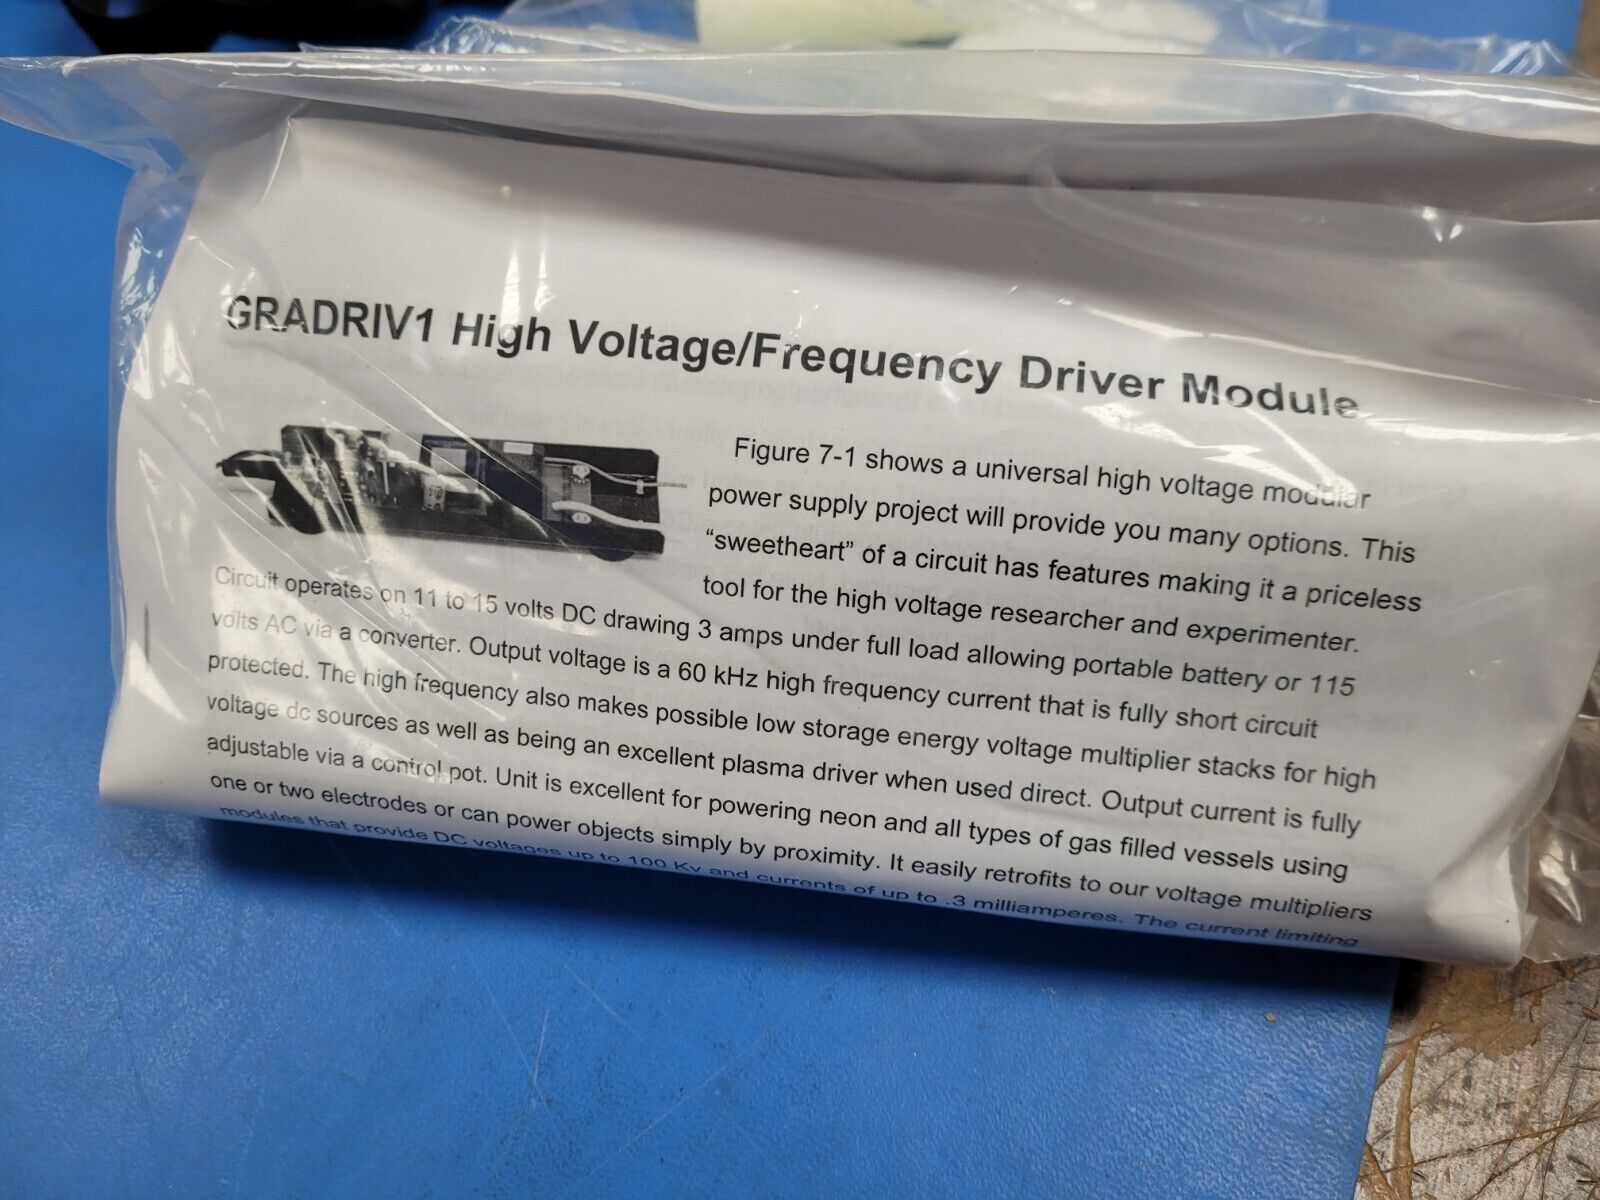 GRADRIV1 High Voltage/Frequency Driver Module
Figure 7-1 shows a universal high voltage modular
power supply project will provide you many options. This
“sweetheart” of a circuit has features making it a priceless
tool for the high voltage researcher and experimenter.
Circuit operates on 11 to 15 volts DC drawing 3 amps under full load allowing portable battery or 115
volts AC via a converter. Output voltage is a 60 kHz high frequency current that is fully short circuit
protected. The high frequency also makes possible low storage energy voltage multiplier stacks for high
voltage dc sources as well as being an excellent plasma driver when used direct. Output current is fully
adjustable via a control pot. Unit is excellent for powering neon and all types of gas filled vessels using
one or two electrodes or can power objects simply by proximity. It easily retrofits to our voltage multipliers
modules that provide DC voltages up to 100 Kv and currents of up to .3 milliamperes. The current limiting